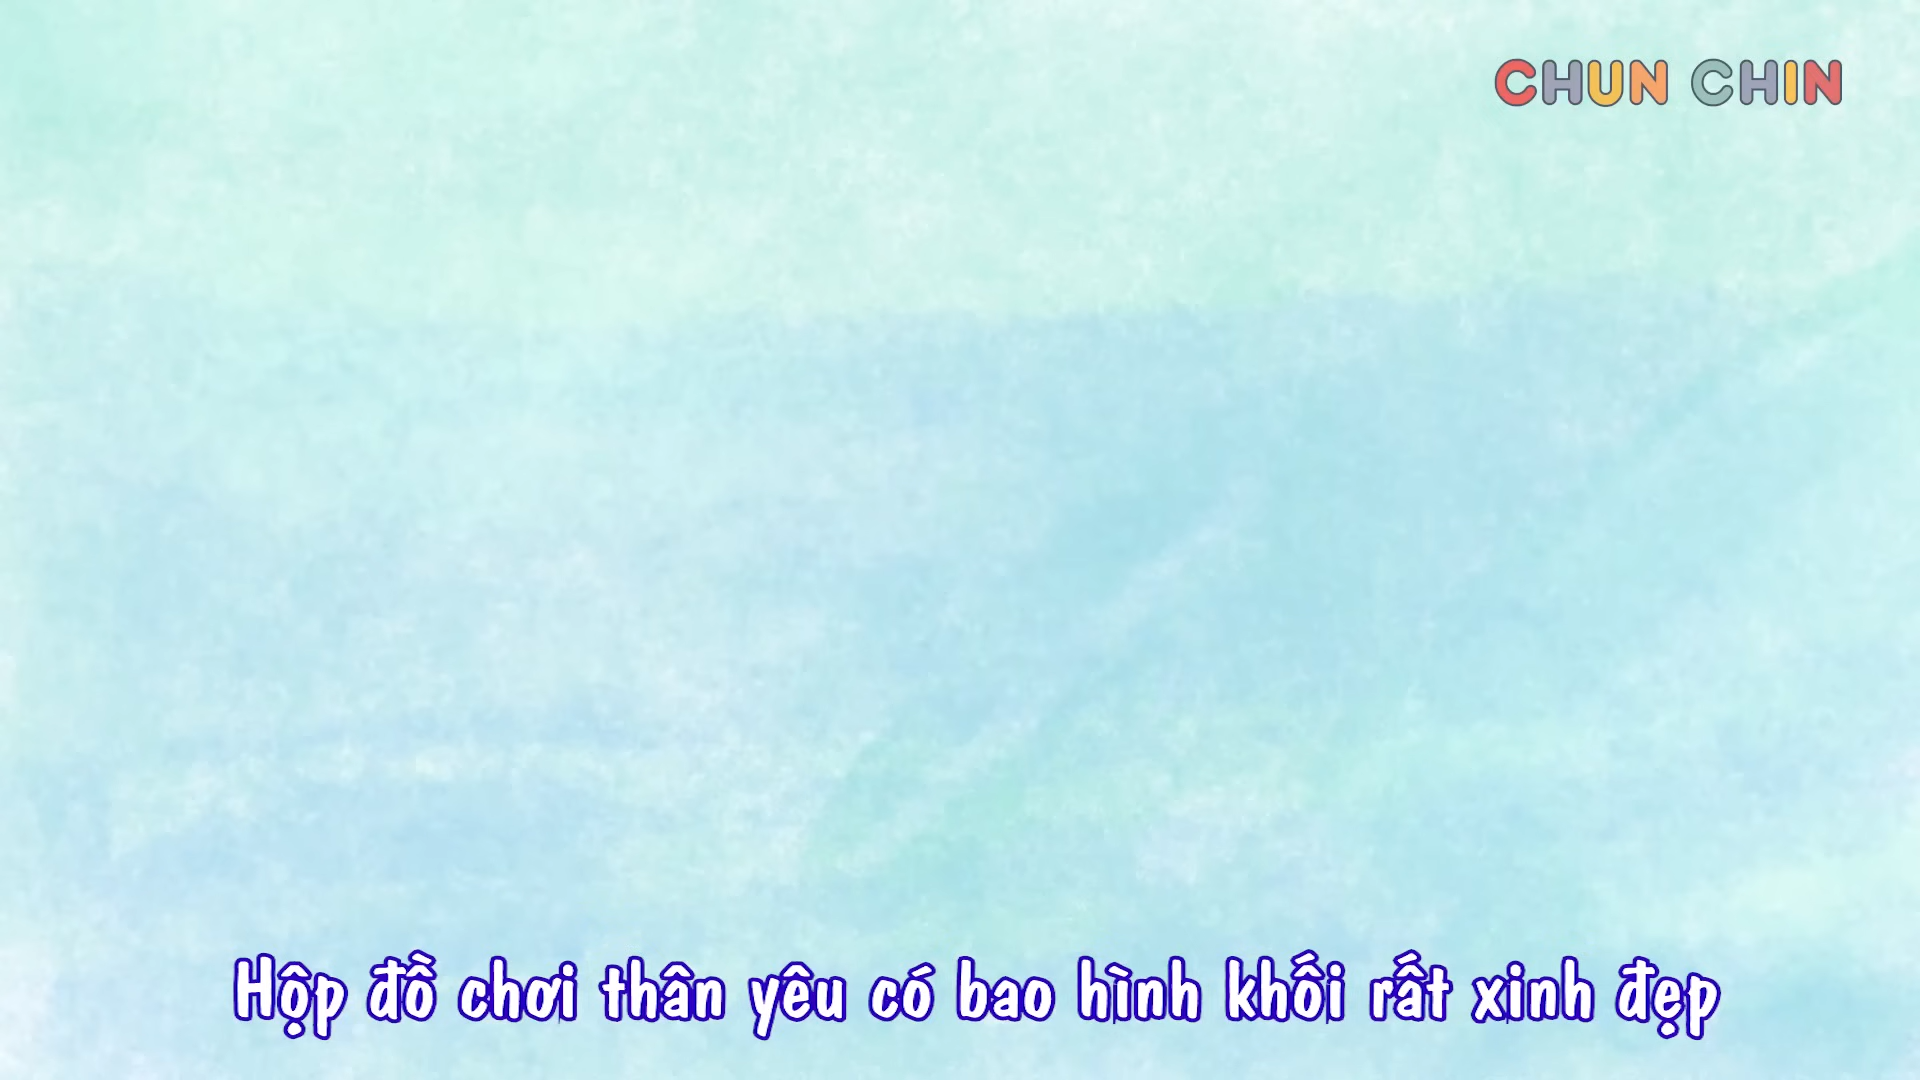 CHUN CHIN
Hộp đồ chơi thân yêu có bao hình khối rất xinh đẹp